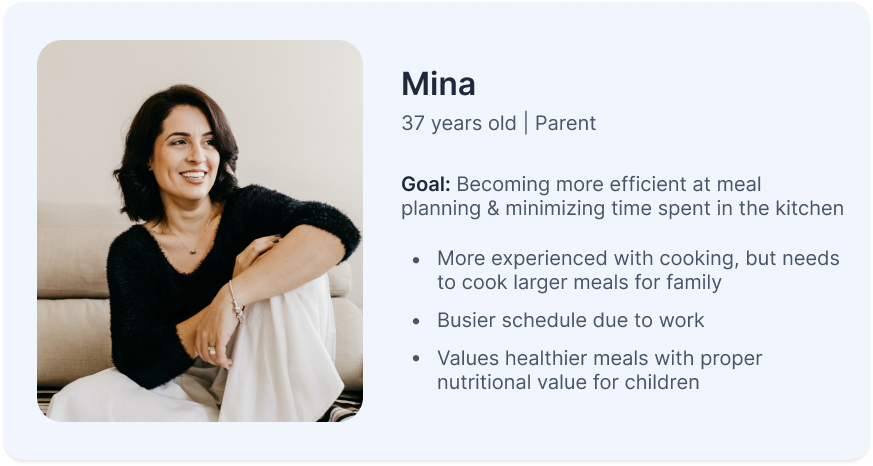 Mina
37 years old | Parent
Goal: Becoming more efficient at meal
planning & minimizing time spent in the kitchen
• More experienced with cooking, but needs
to cook larger meals for family
• Busier schedule due to work
• Values healthier meals with proper
nutritional value for children